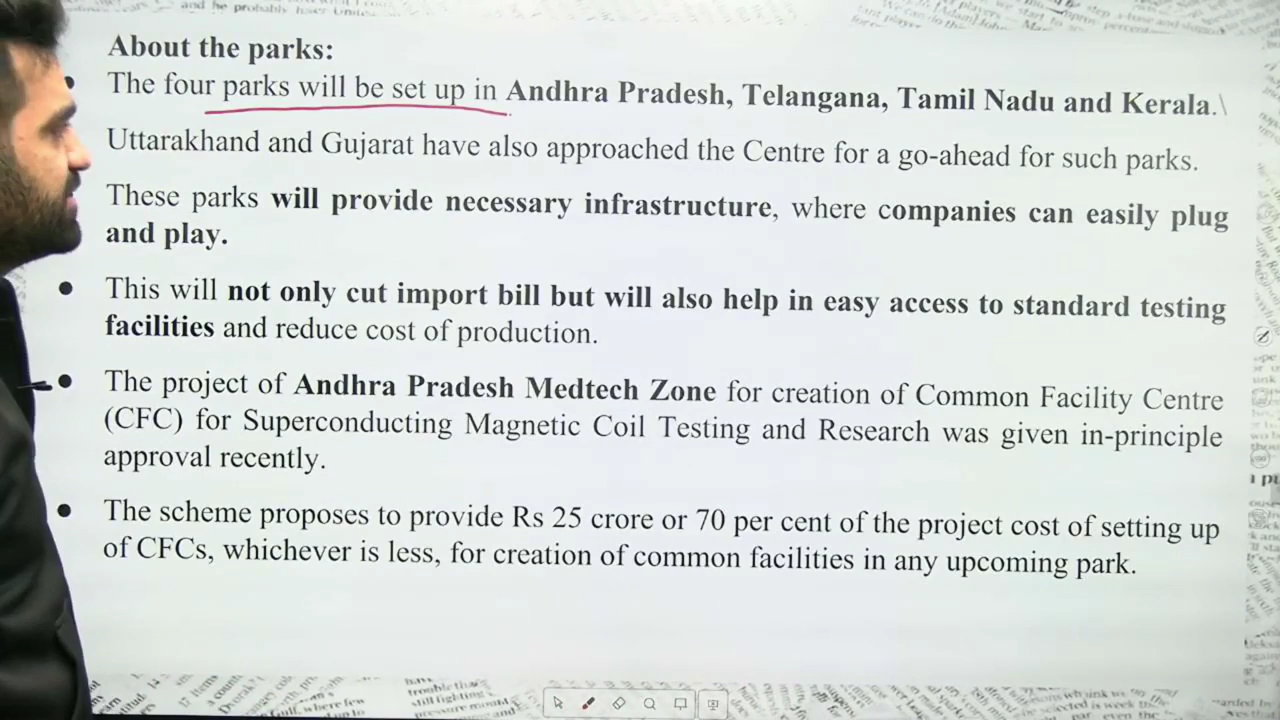 and he probably
About the parks:
• The four parks will be set up in Andhra Pradesh, Telangana, Tamil Nadu and Kerala.\
Uttarakhand and Gujarat have also approached the Centre for a go-ahead for such parks.
These parks will provide necessary infrastructure, where companies can easily plug
and play.
• This will not only cut import bill but will also help in easy access to standard testing
facilities and reduce cost of production.
• The project of Andhra Pradesh Medtech Zone for creation of Common Facility Centre
(CFC) for Superconducting Magnetic Coil Testing and Research was given in-principle
approval recently.
• The scheme proposes to provide Rs 25 crore or 70 per cent of the project cost of setting up
of CFCs, whichever is less, for creation of common facilities in any upcoming park.